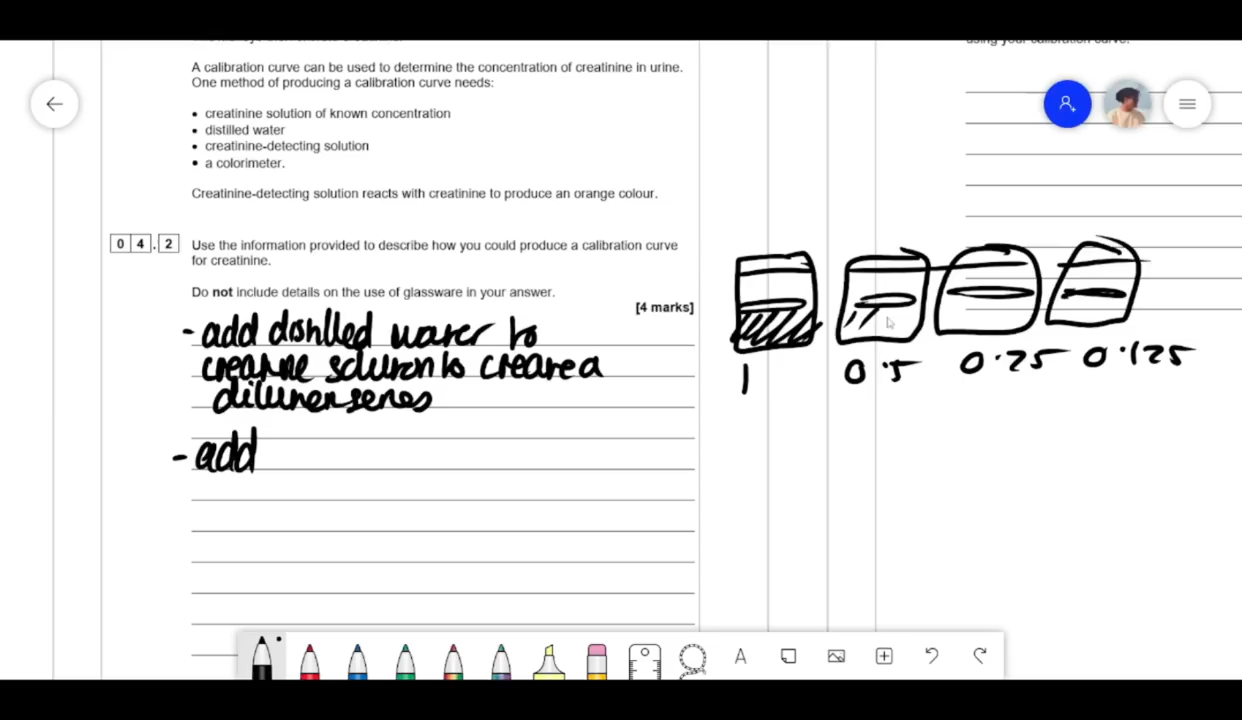 A calibration curve can be used to determine the concentration of creatinine in urine.
One method of producing a calibration curve needs:
• creatinine solution of known concentration
• distilled water
• creatinine-detecting solution
• a colorimeter.
Creatinine-detecting solution reacts with creatinine to produce an orange colour.
04.2 Use the information provided to describe how you could produce a calibration curve
for creatinine.
Do not include details on the use of glassware in your answer.
[4 marks]
- add distilled water to
solution to create a
series
- add
using your calibration curve.
1 0.5 0.25 0.125
A